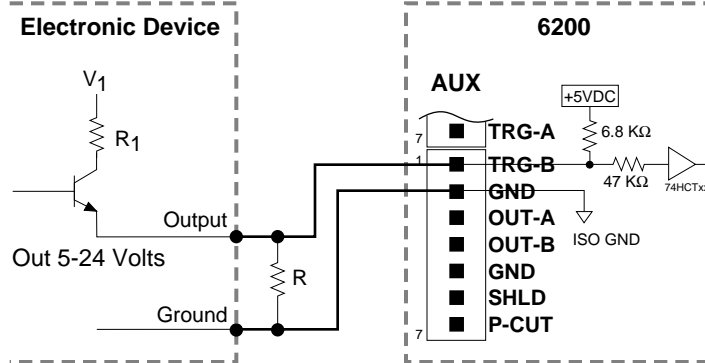 Electronic Device
6200
V1
R1
AUX
+5VDC
7
TRG-A
6.8 KΩ
1
TRG-B
47 KΩ
74HCTx
GND
Output
OUT-A
ISO GND
Out 5-24 Volts
OUT-B
R
GND
SHLD
Ground
7
P-CUT